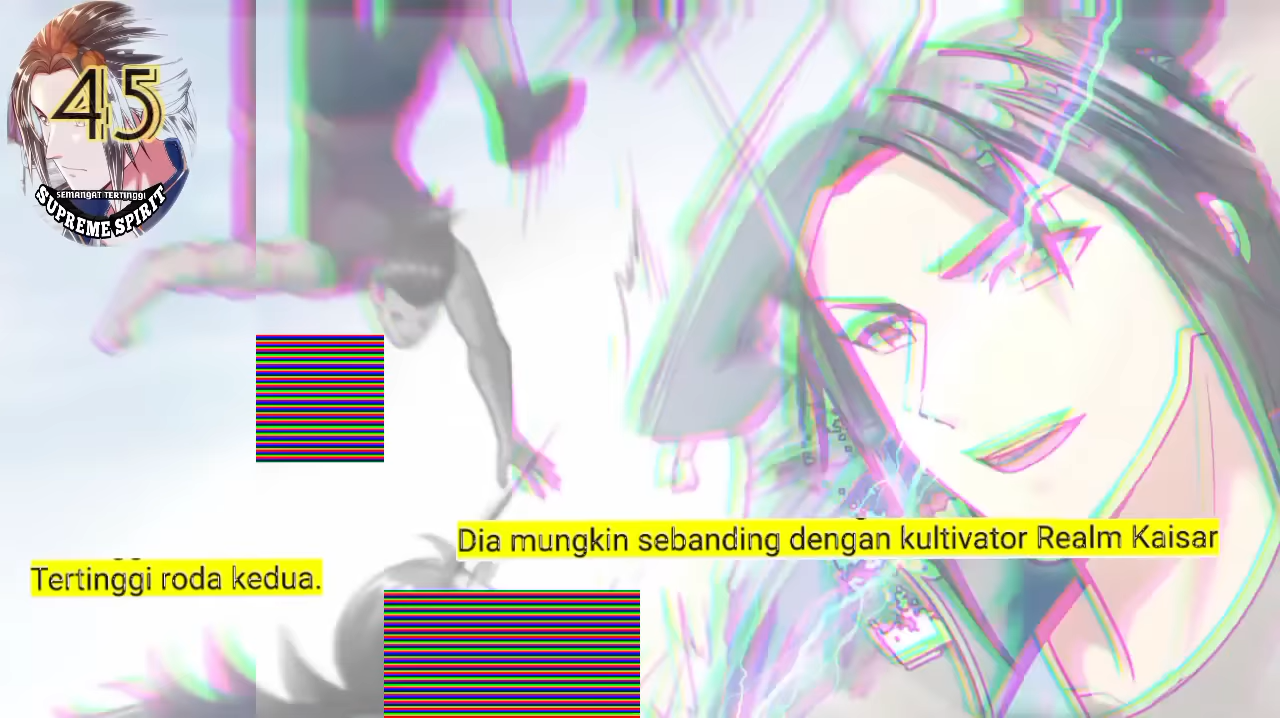 45
SEMANGAT TERTINGGI
SUPREME SPIRIT
Dia mungkin sebanding dengan kultivator Realm Kaisar
Tertinggi roda kedua.